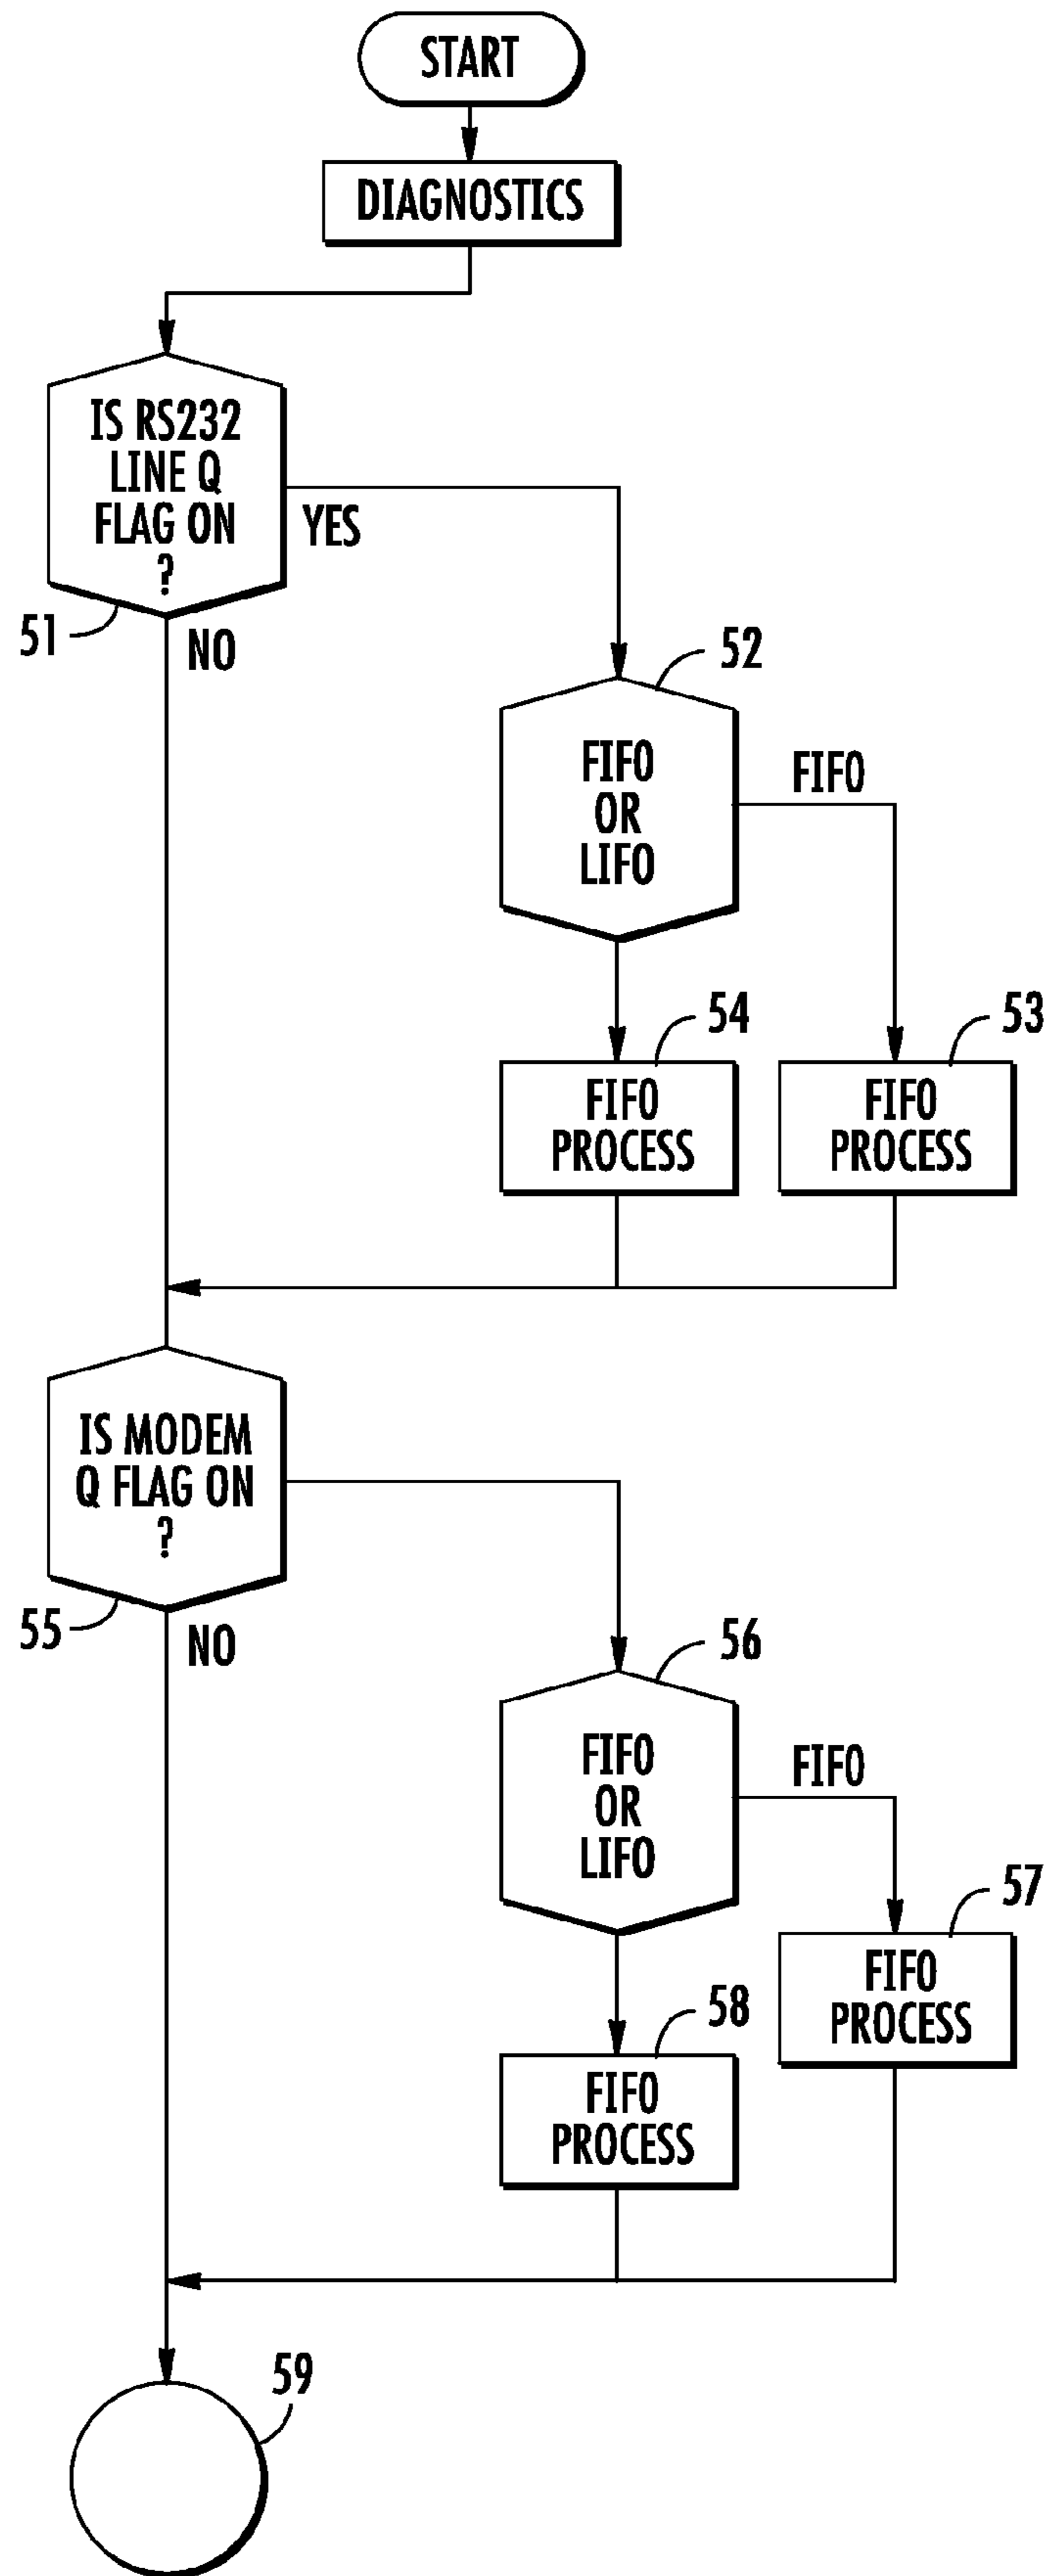 START
DIAGNOSTICS
IS RS232
LINE Q
FLAG ON
?
YES
51
NO
52
FIFO
OR
LIFO
FIFO
54
53
FIFO
PROCESS
FIFO
PROCESS
IS MODEM
Q FLAG ON
?
55
NO
56
FIFO
OR
LIFO
FIFO
57
FIFO
PROCESS
58
FIFO
PROCESS
59